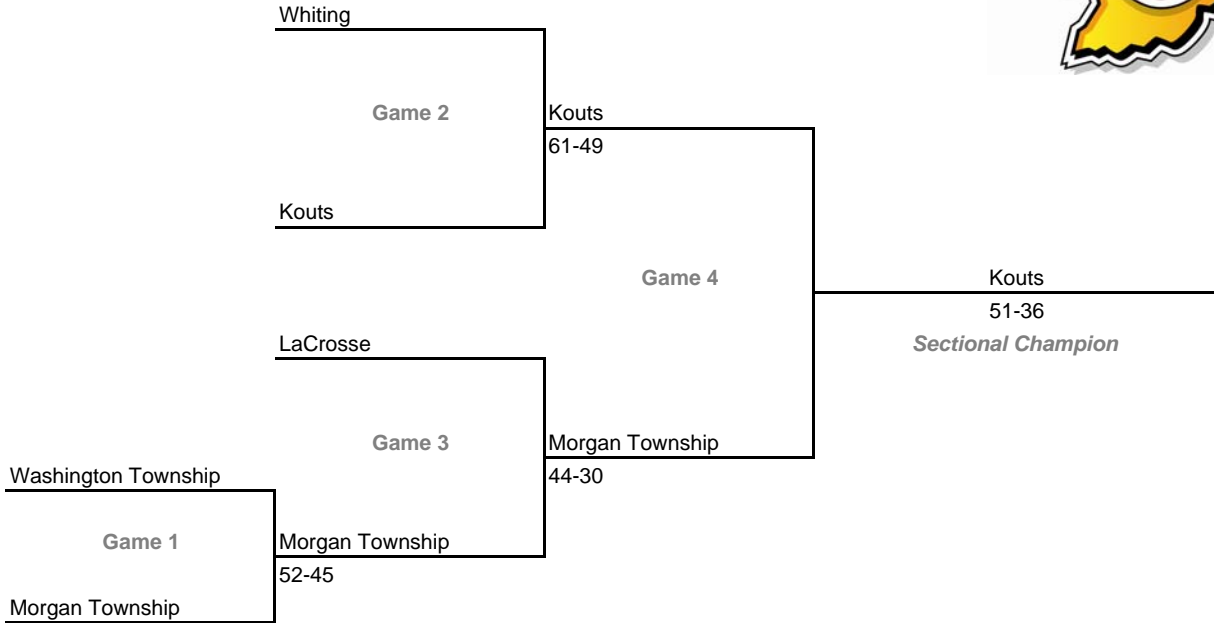 Whiting
Game 2
Kouts
61-49
Kouts
Game 4
Kouts
51-36
Sectional Champion
LaCrosse
Game 3
Morgan Township
44-30
Washington Township
Game 1
Morgan Township
52-45
Morgan Township